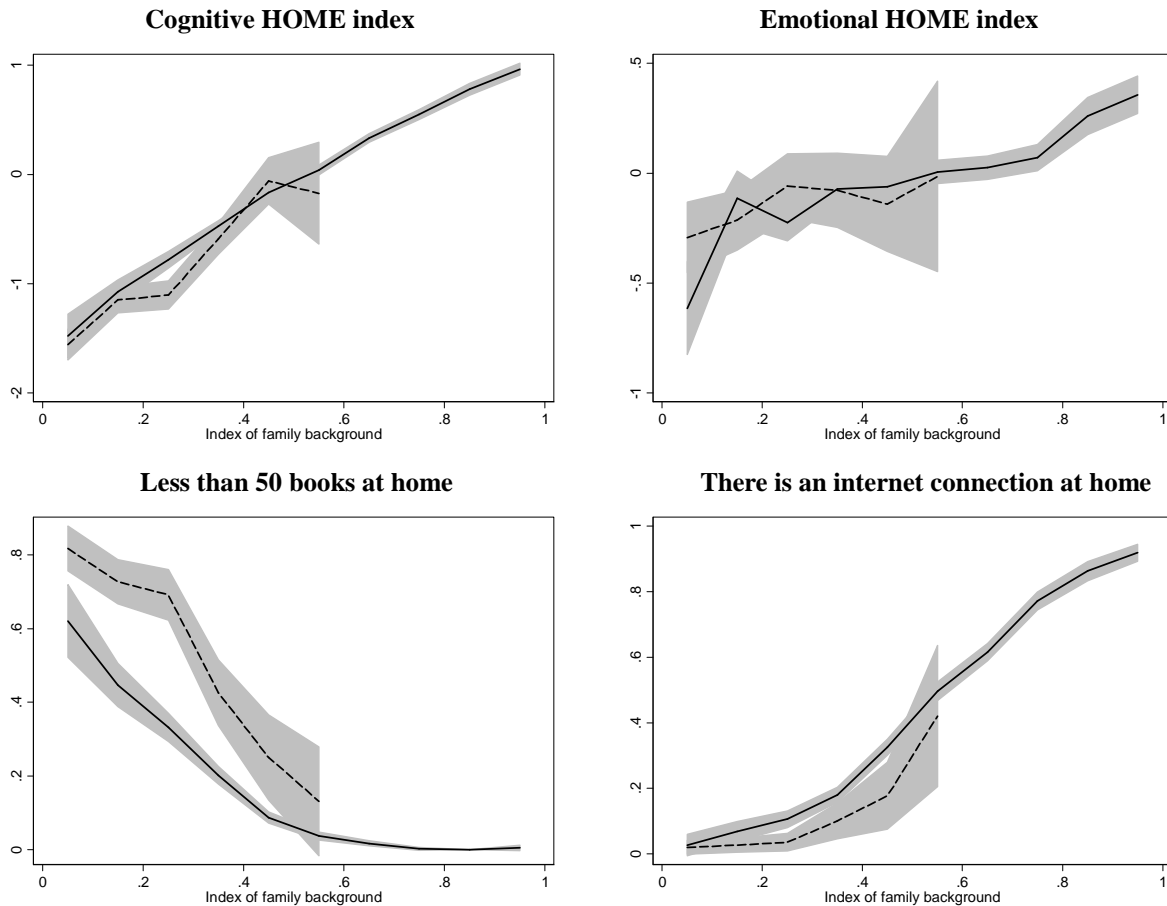 Cognitive HOME index
1
0
-1
-2
0 .2 .4 .6 .8 1
Index of family background
Emotional HOME index
.5
0
-.5
-1
0 .2 .4 .6 .8 1
Index of family background
Less than 50 books at home
.8
.6
.4
.2
0
0 .2 .4 .6 .8 1
Index of family background
There is an internet connection at home
1
.8
.6
.4
.2
0
0 .2 .4 .6 .8 1
Index of family background